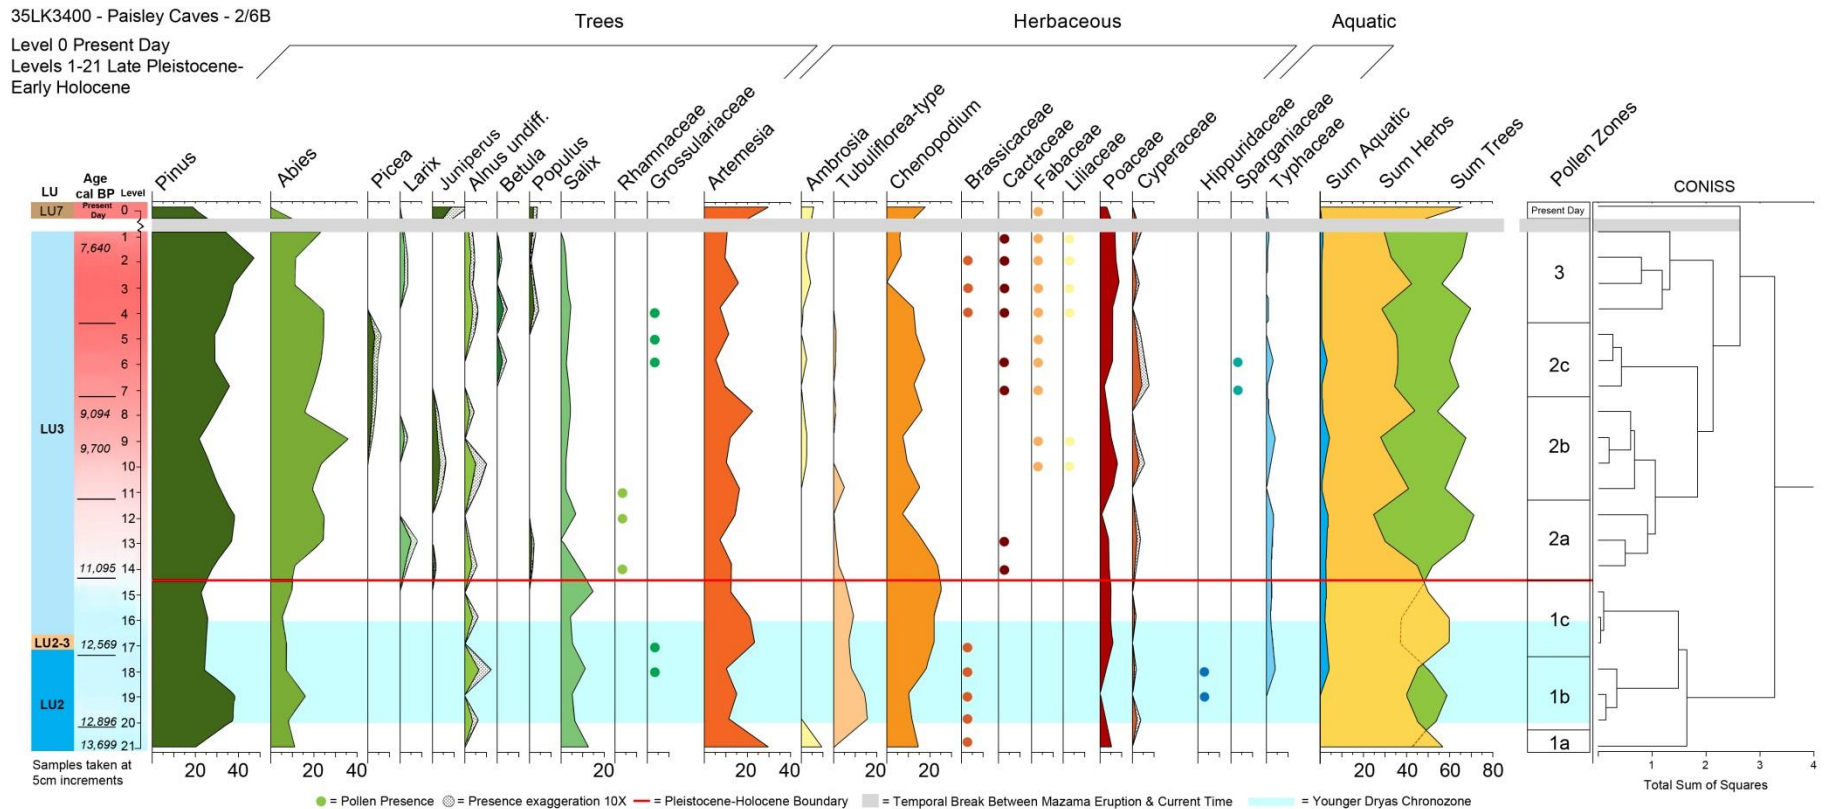 35LK3400 - Paisley Caves - 2/6B
Level 0 Present Day
Levels 1-21 Late Pleistocene-
Early Holocene
Trees
Herbaceous
Aquatic
LU
Age
cal BP
Level
Pinus
Abies
Picea
Larix
Juniperus
Alnus undiff.
Betula
Populus
Salix
Rhamnaceae
Grossulariaceae
Artemesia
Ambrosia
Tubuliflorea-type
Chenopodium
Brassicaceae
Cactaceae
Fabaceae
Liliaceae
Poaceae
Cyperaceae
Hippuridaceae
Sparganiaceae
Typhaceae
Sum Aquatic
Sum Herbs
Sum Trees
Pollen Zones
CONISS
LU7
Present
Day
0
Present Day
1
7,640
2
3
3
4
5
6
2c
7
8
9,094
LU3
9
9,700
2b
10
11
12
13
2a
14
11,095
15
16
1c
LU2-3
17
12,569
18
LU2
19
1b
20
12,896
21
13,699
1a
Samples taken at
5cm increments
20 40 20 40 20 20 40 20 20 20 40 60 80
1 2 3 4
Total Sum of Squares
= Pollen Presence = Presence exaggeration 10X = Pleistocene-Holocene Boundary = Temporal Break Between Mazama Eruption & Current Time = Younger Dryas Chronozone